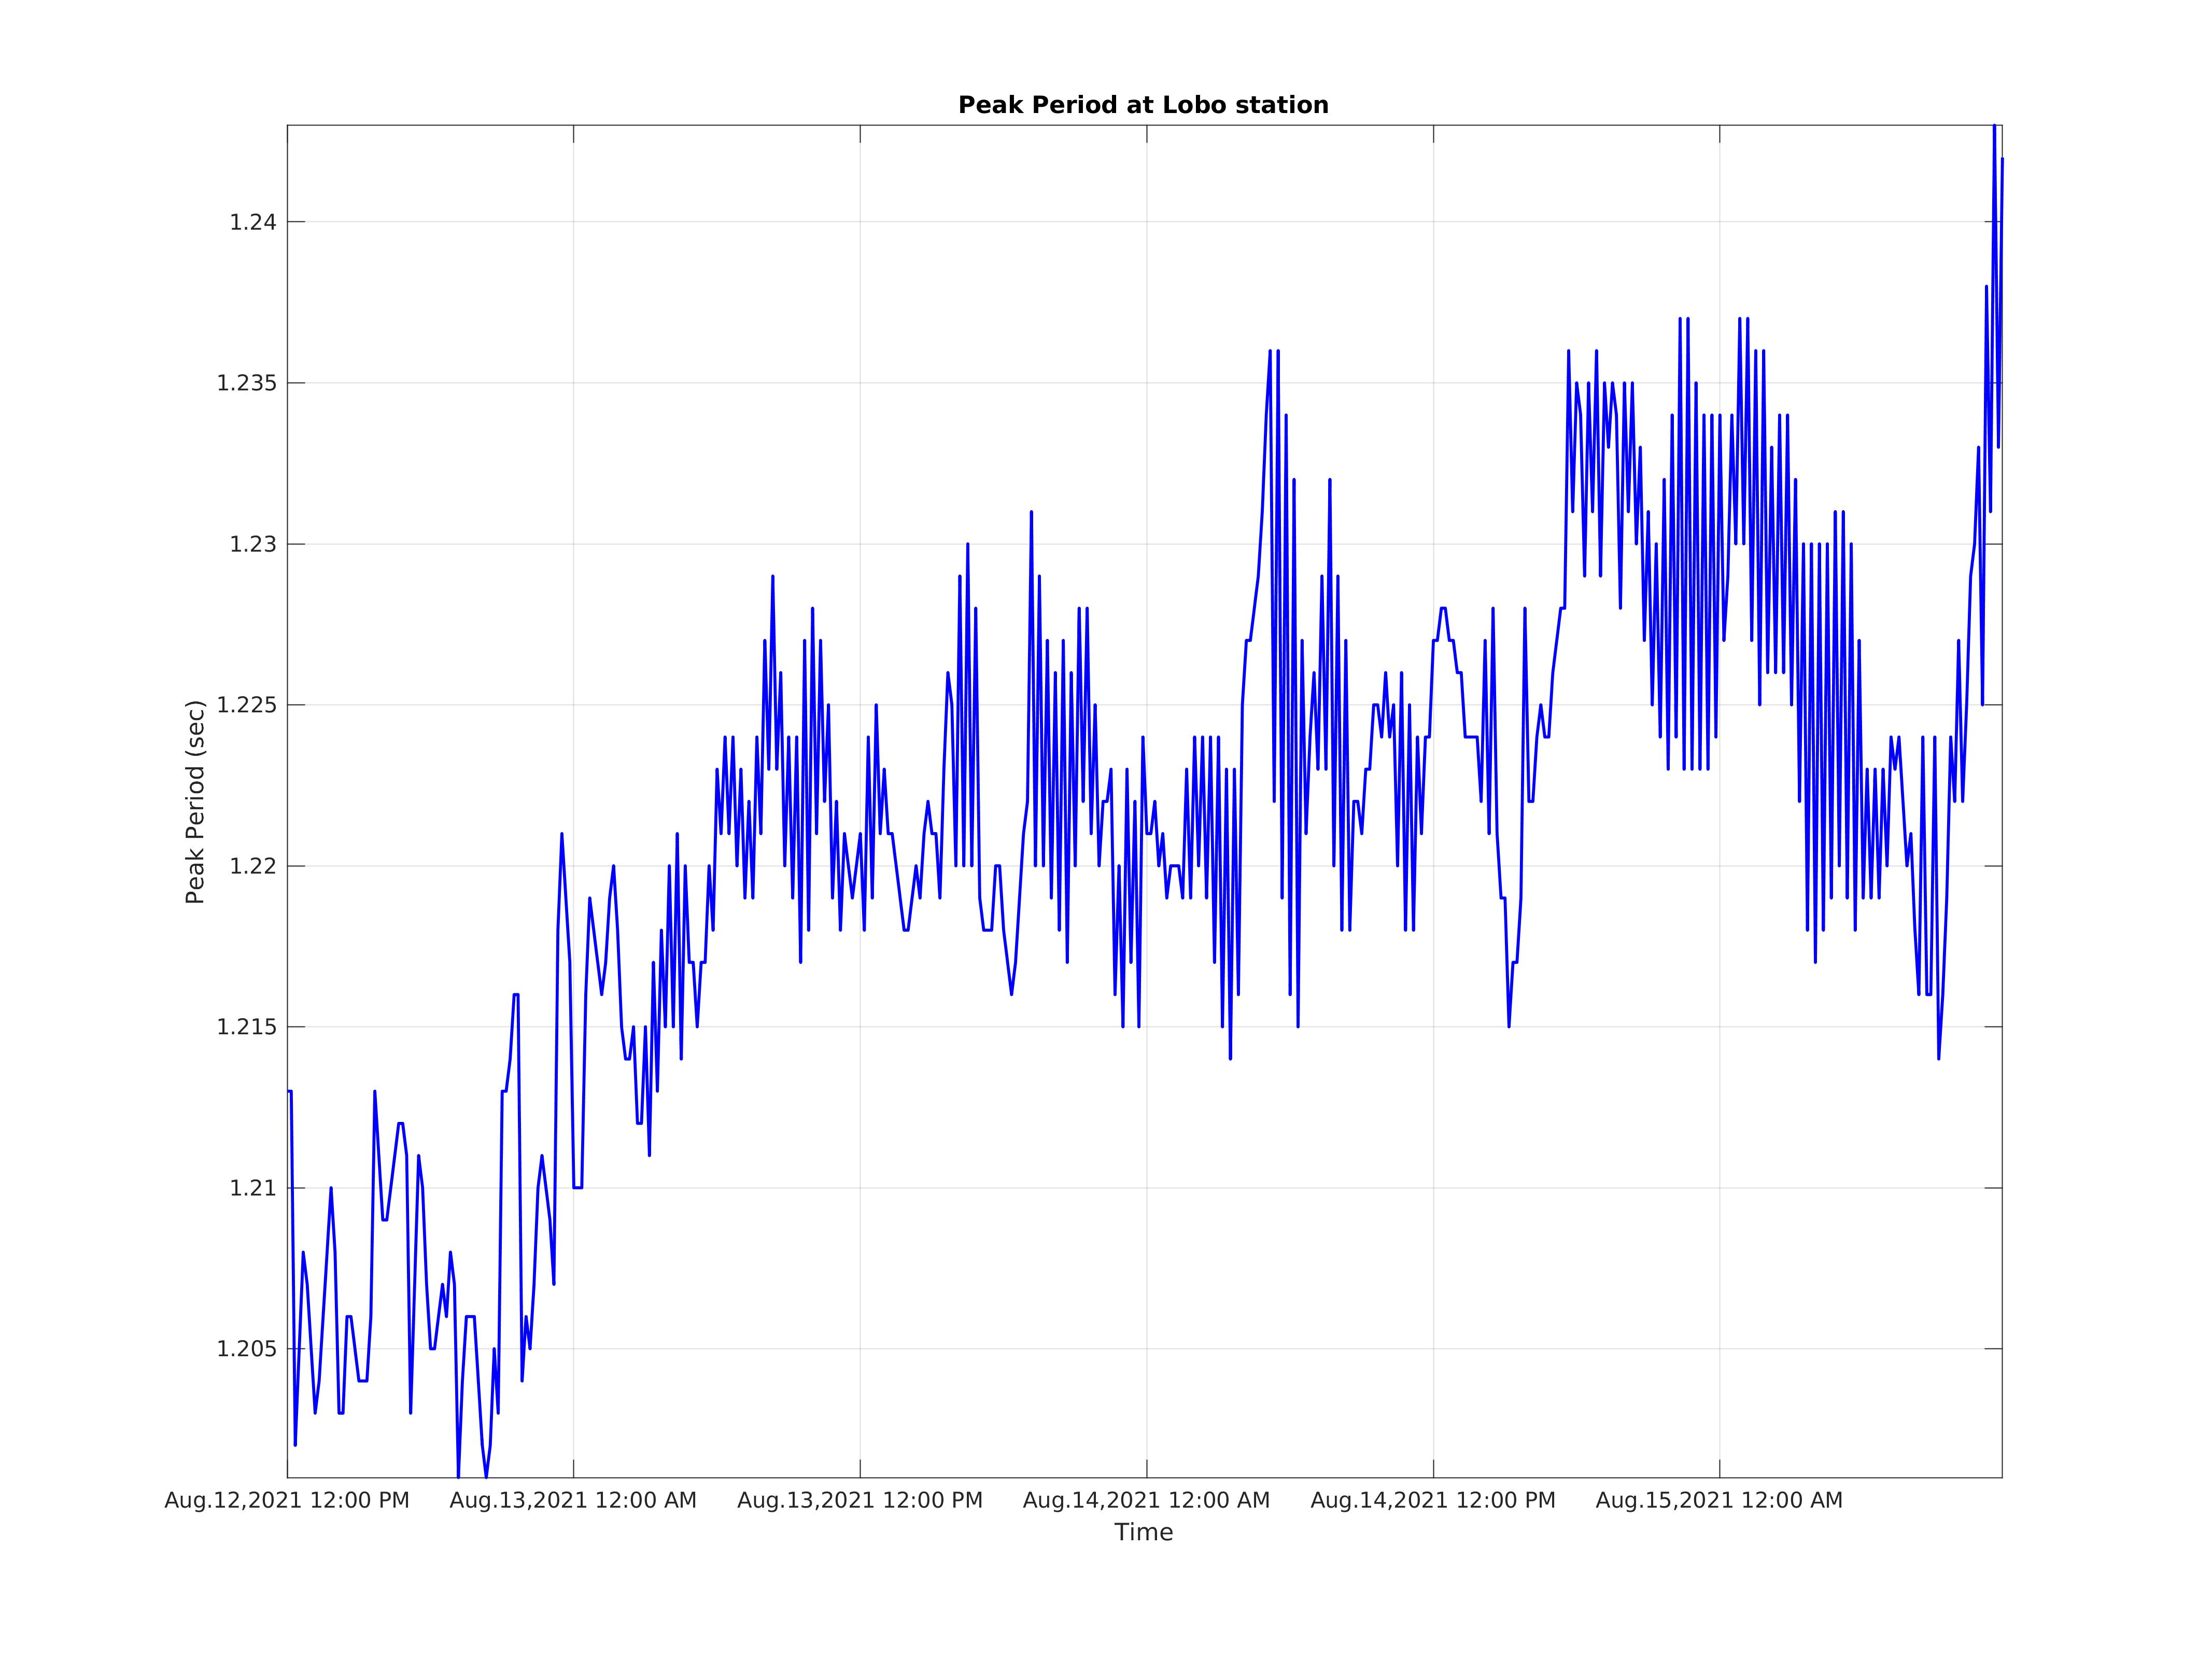 Peak Period at Lobo station
1.24
1.235
1.23
1.225
1.22
1.215
1.21
1.205
Peak Period (sec)
Aug.12,2021 12:00 PM Aug.13,2021 12:00 AM Aug.13,2021 12:00 PM Aug.14,2021 12:00 AM Aug.14,2021 12:00 PM Aug.15,2021 12:00 AM
Time